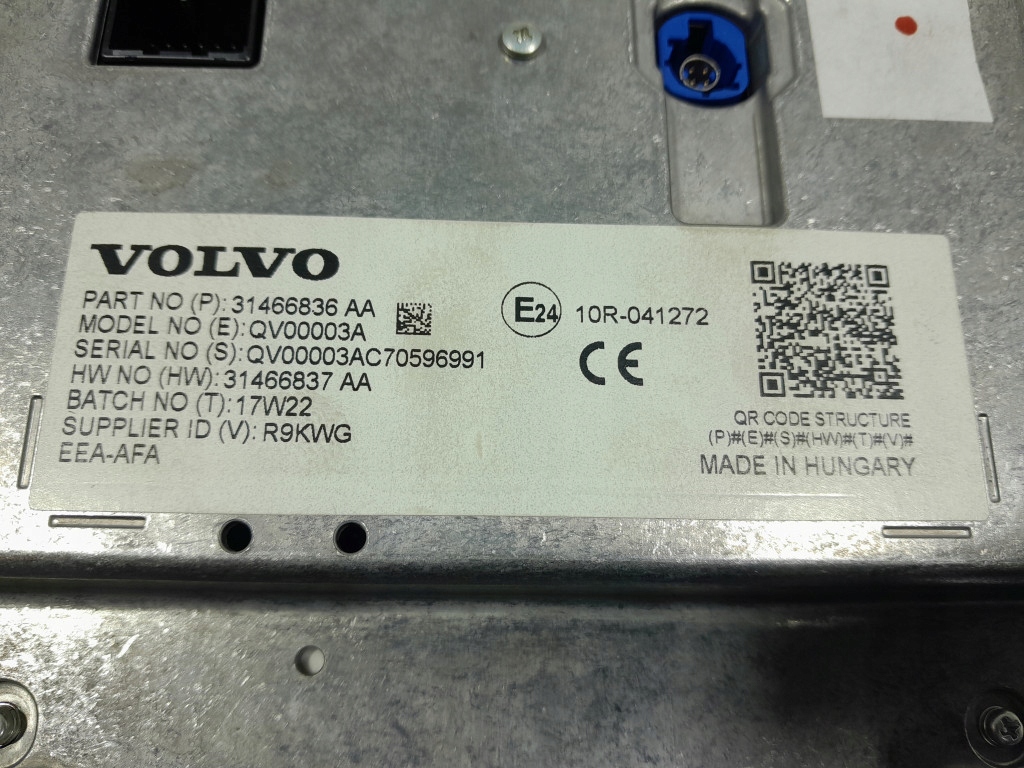 VOLVO
PART NO (P): 31466836 AA
MODEL NO (E): QV00003A
SERIAL NO (S): QV00003AC70596991
HW NO (HW): 31466837 AA
BATCH NO (T): 17W22
SUPPLIER ID (V): R9KWG
EEA-AFA
E24 10R-041272
CE
QR CODE STRUCTURE
(P)#(E)#(S)#(HW)#(T)#(V)#
MADE IN HUNGARY